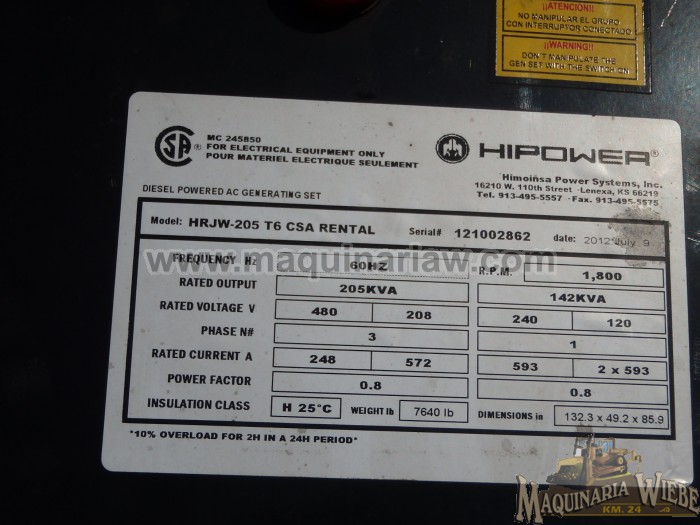 ¡¡ATENCION!!
NO MANIPULAR EL GRUPO
CON INTERRUPTOR CONECTADO.
¡¡WARNING!!
DON'T MANIPULATE THE
GEN SET WITH THE SWITCH ON!
MC 245850
FOR ELECTRICAL EQUIPMENT ONLY
POUR MATERIEL ELECTRIQUE SEULEMENT
HIPOWER®
Himoinsa Power Systems, Inc.
16210 W. 110th Street · Lenexa, KS 66219
Tel. 913-495-5557 · Fax. 913-495-5575
DIESEL POWERED AC GENERATING SET
Model: HRJW-205 T6 CSA RENTAL Serial# 121002862 date: 2012 July 9
FREQUENCY HZ 60HZ R.P.M. 1,800
www.maquinariaw.com
RATED OUTPUT 205KVA 142KVA
RATED VOLTAGE V 480 208 240 120
PHASE N# 3 1
RATED CURRENT A 248 572 593 2 x 593
POWER FACTOR 0.8 0.8
INSULATION CLASS H 25°C WEIGHT lb 7640 lb DIMENSIONS in 132.3 x 49.2 x 85.9
*10% OVERLOAD FOR 2H IN A 24H PERIOD*
MAQUINARIA WIEBE
KM. 24